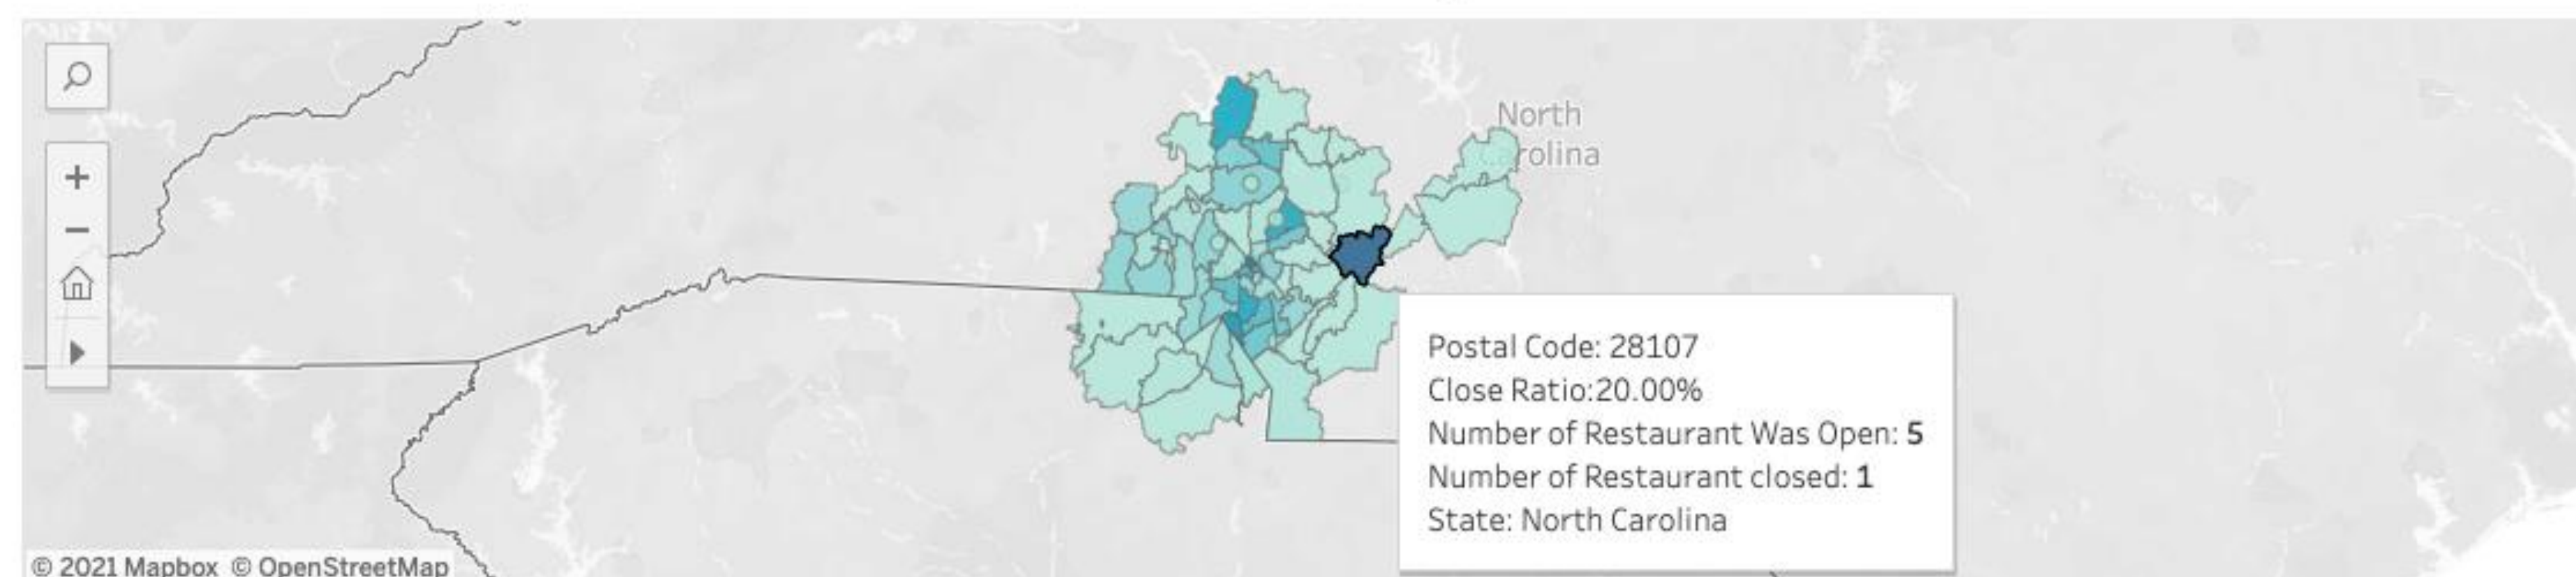 North
Carolina
Postal Code: 28107
Close Ratio:20.00%
Number of Restaurant Was Open: 5
Number of Restaurant closed: 1
State: North Carolina
© 2021 Mapbox © OpenStreetMap